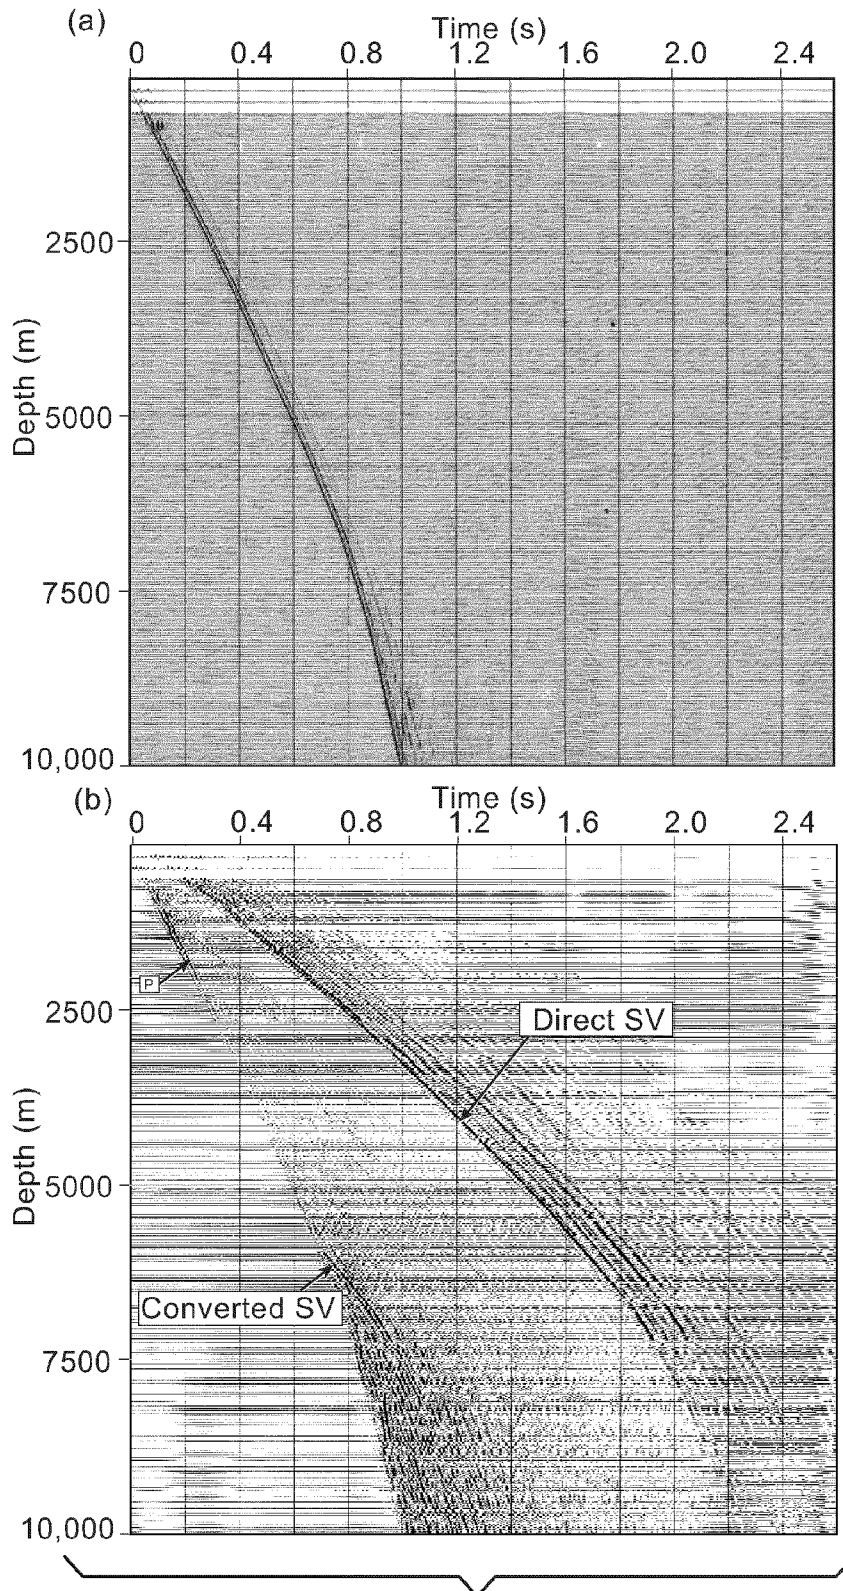 (a)
Time (s)
0 0.4 0.8 1.2 1.6 2.0 2.4
2500
5000
7500
10,000
Depth (m)
(b)
Time (s)
0 0.4 0.8 1.2 1.6 2.0 2.4
P
2500
Direct SV
5000
Converted SV
7500
10,000
Depth (m)